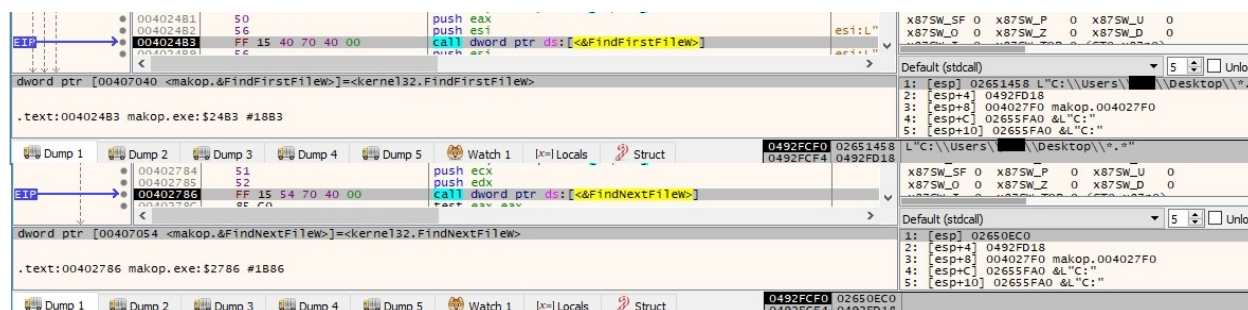 004024B1 50 push eax
004024B2 56 push esi esi:L"
EIP 004024B3 FF 15 40 70 40 00 call dword ptr ds:[<&FindFirstFileW>]
x87SW_SF 0 x87SW_P 0 x87SW_U 0
x87SW_O 0 x87SW_Z 0 x87SW_D 0
Default (stdcall) 5 Unlo
dword ptr [00407040 <makop.&FindFirstFileW>]=<kernel32.FindFirstFileW>
.text:004024B3 makop.exe:$24B3 #18B3
1: [esp] 02651458 L"C:\\Users\\ \\Desktop\\*.
2: [esp+4] 0492FD18
3: [esp+8] 004027F0 makop.004027F0
4: [esp+C] 02655FA0 &L"C:"
5: [esp+10] 02655FA0 &L"C:"
Dump 1 Dump 2 Dump 3 Dump 4 Dump 5 Watch 1 [x=] Locals Struct
0492FCF0 02651458 L"C:\\Users\\ \\Desktop\\*.*"
0492FCF4 0492FD18
00402784 51 push ecx
00402785 52 push edx
EIP 00402786 FF 15 54 70 40 00 call dword ptr ds:[<&FindNextFileW>]
85 C0 test eax,eax
x87SW_SF 0 x87SW_P 0 x87SW_U 0
x87SW_O 0 x87SW_Z 0 x87SW_D 0
Default (stdcall) 5 Unlo
dword ptr [00407054 <makop.&FindNextFileW>]=<kernel32.FindNextFileW>
.text:00402786 makop.exe:$2786 #1B86
1: [esp] 02650EC0
2: [esp+4] 0492FD18
3: [esp+8] 004027F0 makop.004027F0
4: [esp+C] 02655FA0 &L"C:"
5: [esp+10] 02655FA0 &L"C:"
Dump 1 Dump 2 Dump 3 Dump 4 Dump 5 Watch 1 [x=] Locals Struct
0492FCF0 02650EC0